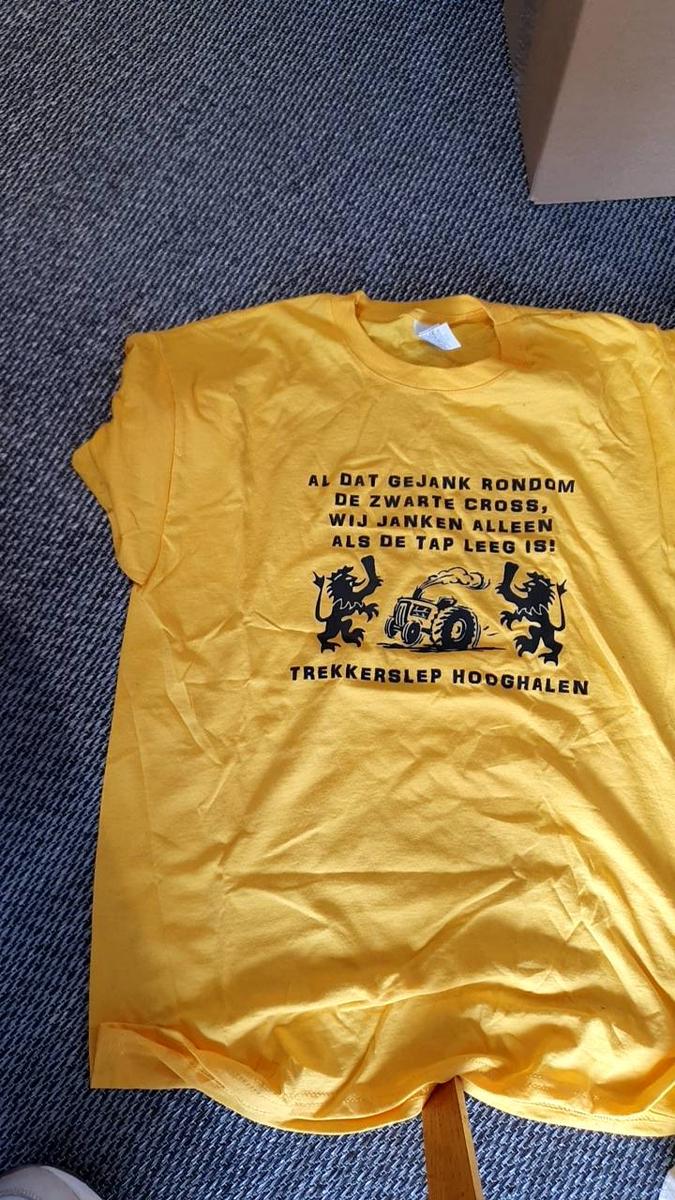 AL DAT GEJANK RONDOM
DE ZWARTE CROSS,
WIJ JANKEN ALLEEN
ALS DE TAP LEEG IS!
TREKKERSLEP HOOGHALEN